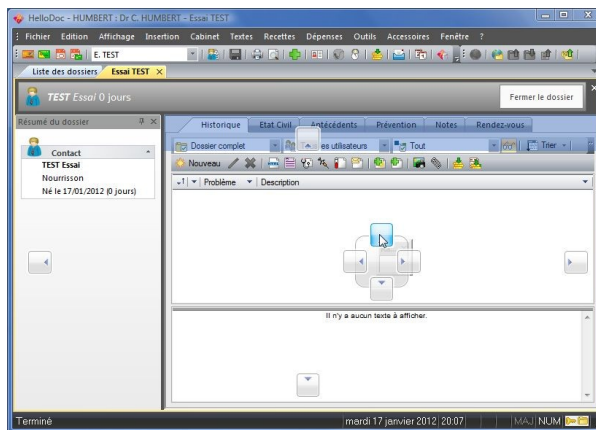 HelloDoc - HUMBERT : Dr C. HUMBERT - Essai TEST
Fichier Edition Affichage Insertion Cabinet Textes Recettes Dépenses Outils Accessoires Fenêtre ?
E. TEST
Liste des dossiers Essai TEST
TEST Essai 0 jours
Fermer le dossier
Résumé du dossier
Historique Etat Civil Antécédents Prévention Notes Rendez-vous
Dossier complet es utilisateurs Tout Trier
Nouveau
Contact
TEST Essai
Nourrisson
Né le 17/01/2012 (0 jours)
Problème Description
Il n'y a aucun texte à afficher.
Terminé mardi 17 janvier 2012 20:07 MAJ NUM